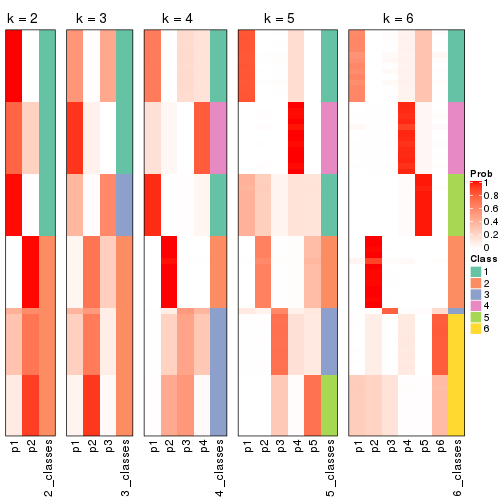 k = 2
k = 3
k = 4
k = 5
k = 6
Prob
1
0.8
0.6
0.4
0.2
0
Class
1
2
3
4
5
6
p1
p2
2_classes
p1
p2
p3
3_classes
p1
p2
p3
p4
4_classes
p1
p2
p3
p4
p5
5_classes
p1
p2
p3
p4
p5
p6
6_classes